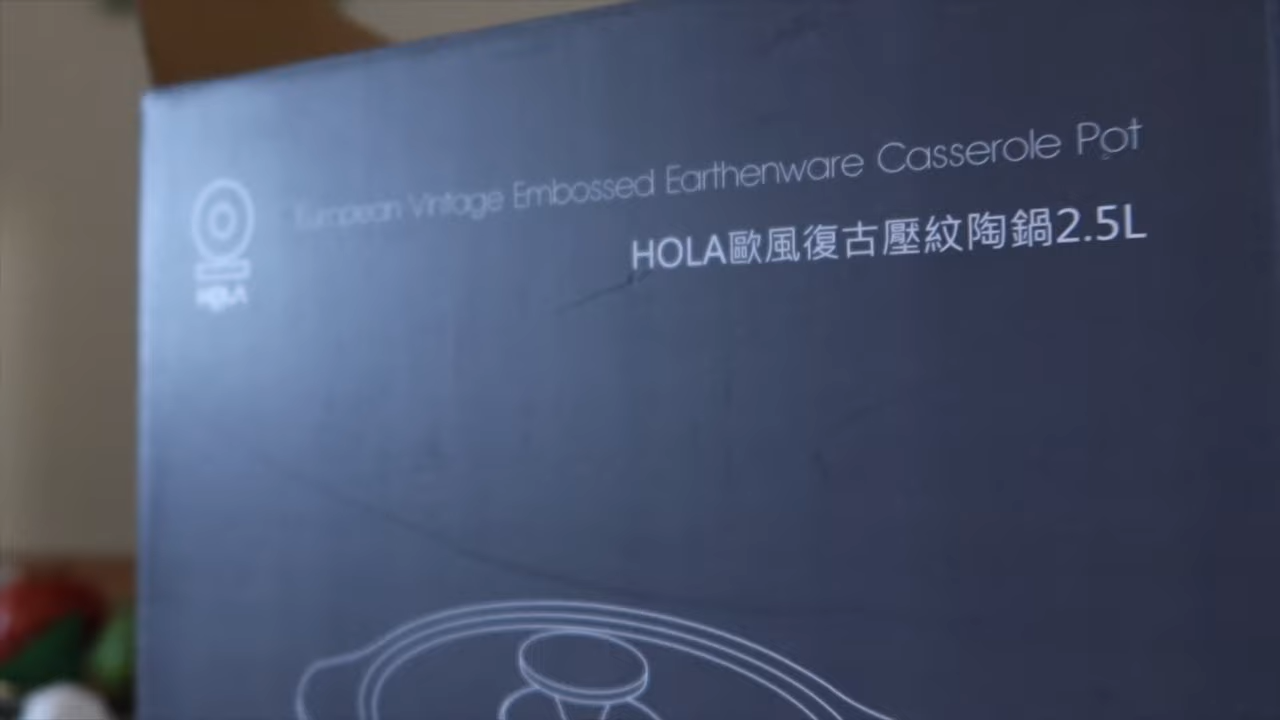 European Vintage Embossed Earthenware Casserole Pot
HOLA歐風復古壓紋陶鍋2.5L
HOLA